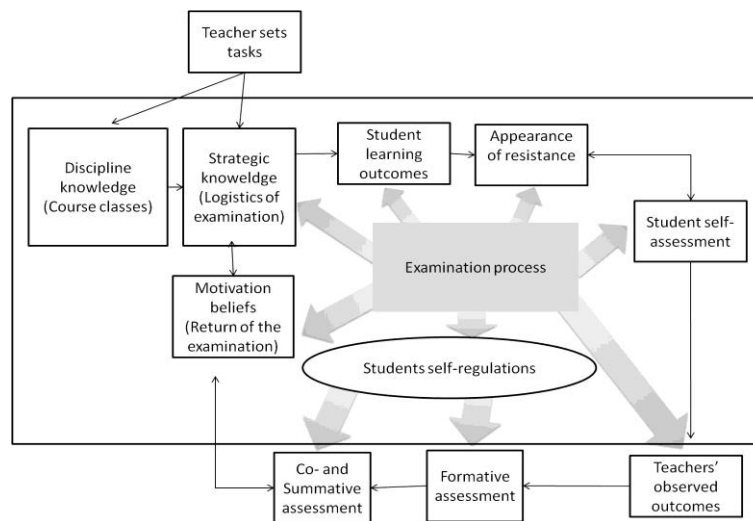 Teacher sets
tasks
Discipline
knowledge
(Course classes)
Strategic
knoweldge
(Logistics of
examination)
Student
learning
outcomes
Appearance
of resistance
Student self-
assessment
Examination process
Motivation
beliefs
(Return of the
examination)
Students self-regulations
Co- and
Summative
assessment
Formative
assessment
Teachers’
observed
outcomes